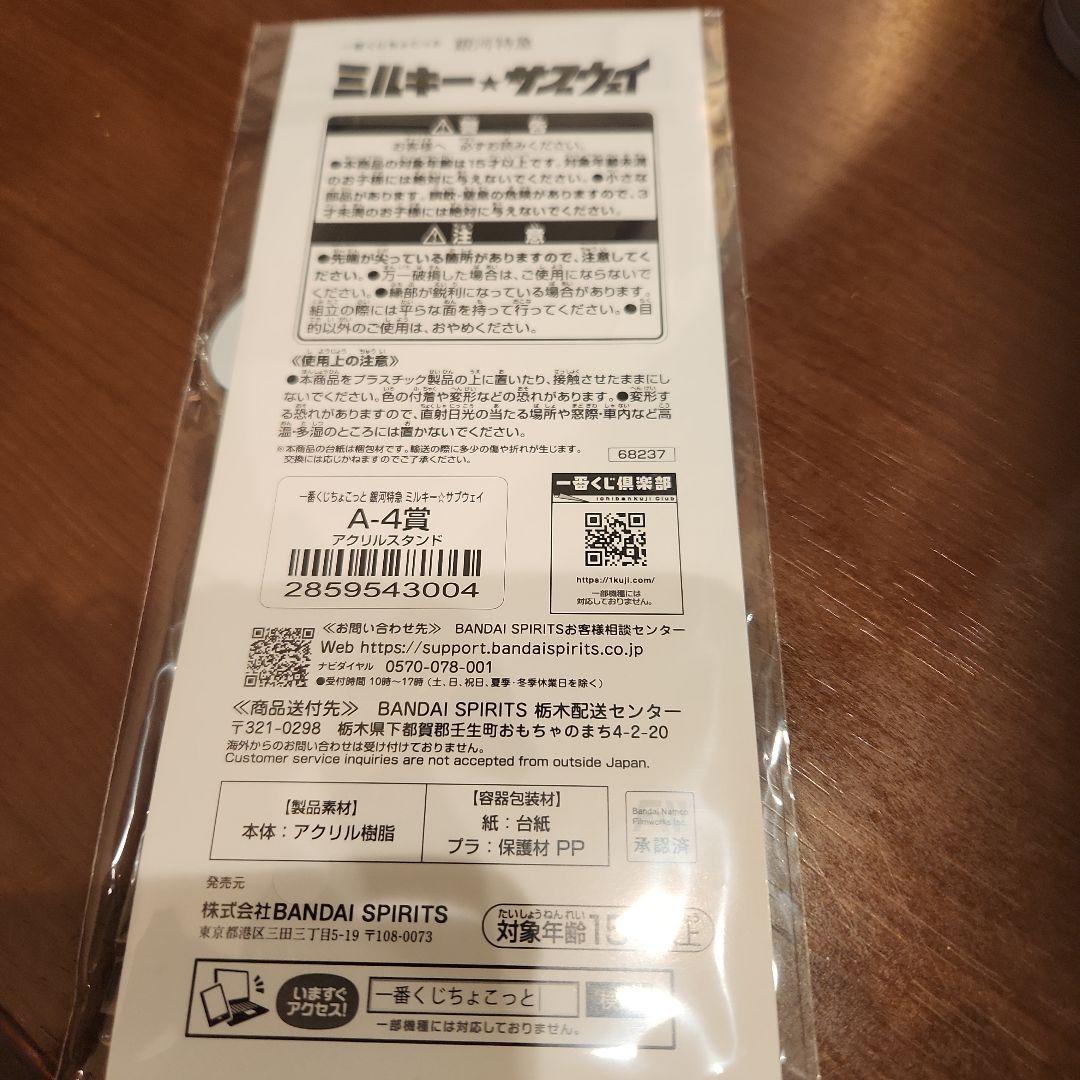 一番くじちょこっと 銀河特急
ミルキー☆サブウェイ
警告
お客様へ 必ずお読みください。
●本商品の対象年齢は15才以上です。対象年齢未満
のお子様には絶対に与えないでください。●小さな
部品があります。誤飲・窒息の危険がありますので、3
才未満のお子様には絶対に与えないでください。
注意
●先端が尖っている箇所がありますので、注意してく
ださい。●万一破損した場合は、ご使用にならないで
ください。●縁部が鋭利になっている場合があります。
組立の際には平らな面を持って行ってください。●目
的以外のご使用は、おやめください。
《使用上の注意》
●本商品をプラスチック製品の上に置いたり、接触させたままにし
ないでください。色の付着や変形などの恐れがあります。●変形す
る恐れがありますので、直射日光の当たる場所や窓際・車内など高
温・多湿のところには置かないでください。
※本商品の台紙は梱包材です。輸送の際に多少の傷や折れが生じます。
交換には応じかねますのでご了承ください。
68237
一番くじちょこっと 銀河特急 ミルキー☆サブウェイ
A-4賞
アクリルスタンド
2859543004
一番くじ倶楽部
Ichibankuji Club
https://1kuji.com/
一部機種には
対応しておりません。
≪お問い合わせ先≫ BANDAI SPIRITSお客様相談センター
Web https://support.bandaispirits.co.jp
ナビダイヤル 0570-078-001
●受付時間 10時〜17時(土、日、祝日、夏季・冬季休業日を除く)
≪商品送付先≫ BANDAI SPIRITS 栃木配送センター
〒321-0298 栃木県下都賀郡壬生町おもちゃのまち4-2-20
海外からのお問い合わせは受け付けておりません。
Customer service inquiries are not accepted from outside Japan.
【製品素材】
本体：アクリル樹脂
【容器包装材】
紙：台紙
プラ：保護材 PP
Bandai Namco
Filmworks Inc.
承認済
発売元
株式会社BANDAI SPIRITS
東京都港区三田三丁目5-19 〒108-0073
たいしょうねんれい
対象年齢15 上
いますぐ
アクセス!
一番くじちょこっと
一部機種には対応しておりません。